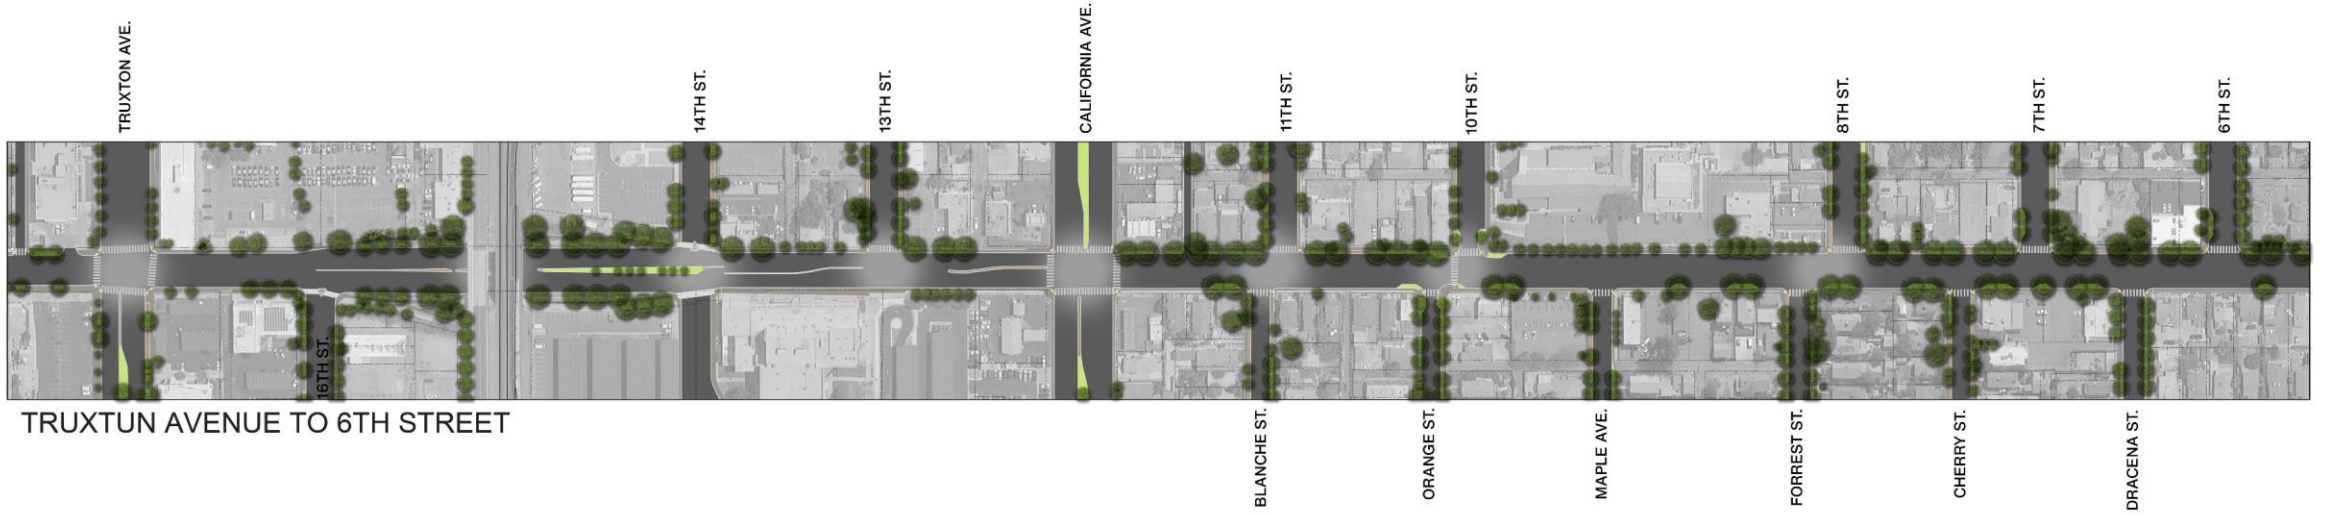 TRUXTON AVE.
14TH ST.
13TH ST.
CALIFORNIA AVE.
11TH ST.
10TH ST.
8TH ST.
7TH ST.
6TH ST.
16TH ST.
TRUXTUN AVENUE TO 6TH STREET
BLANCHE ST.
ORANGE ST.
MAPLE AVE.
FORREST ST.
CHERRY ST.
DRACENA ST.